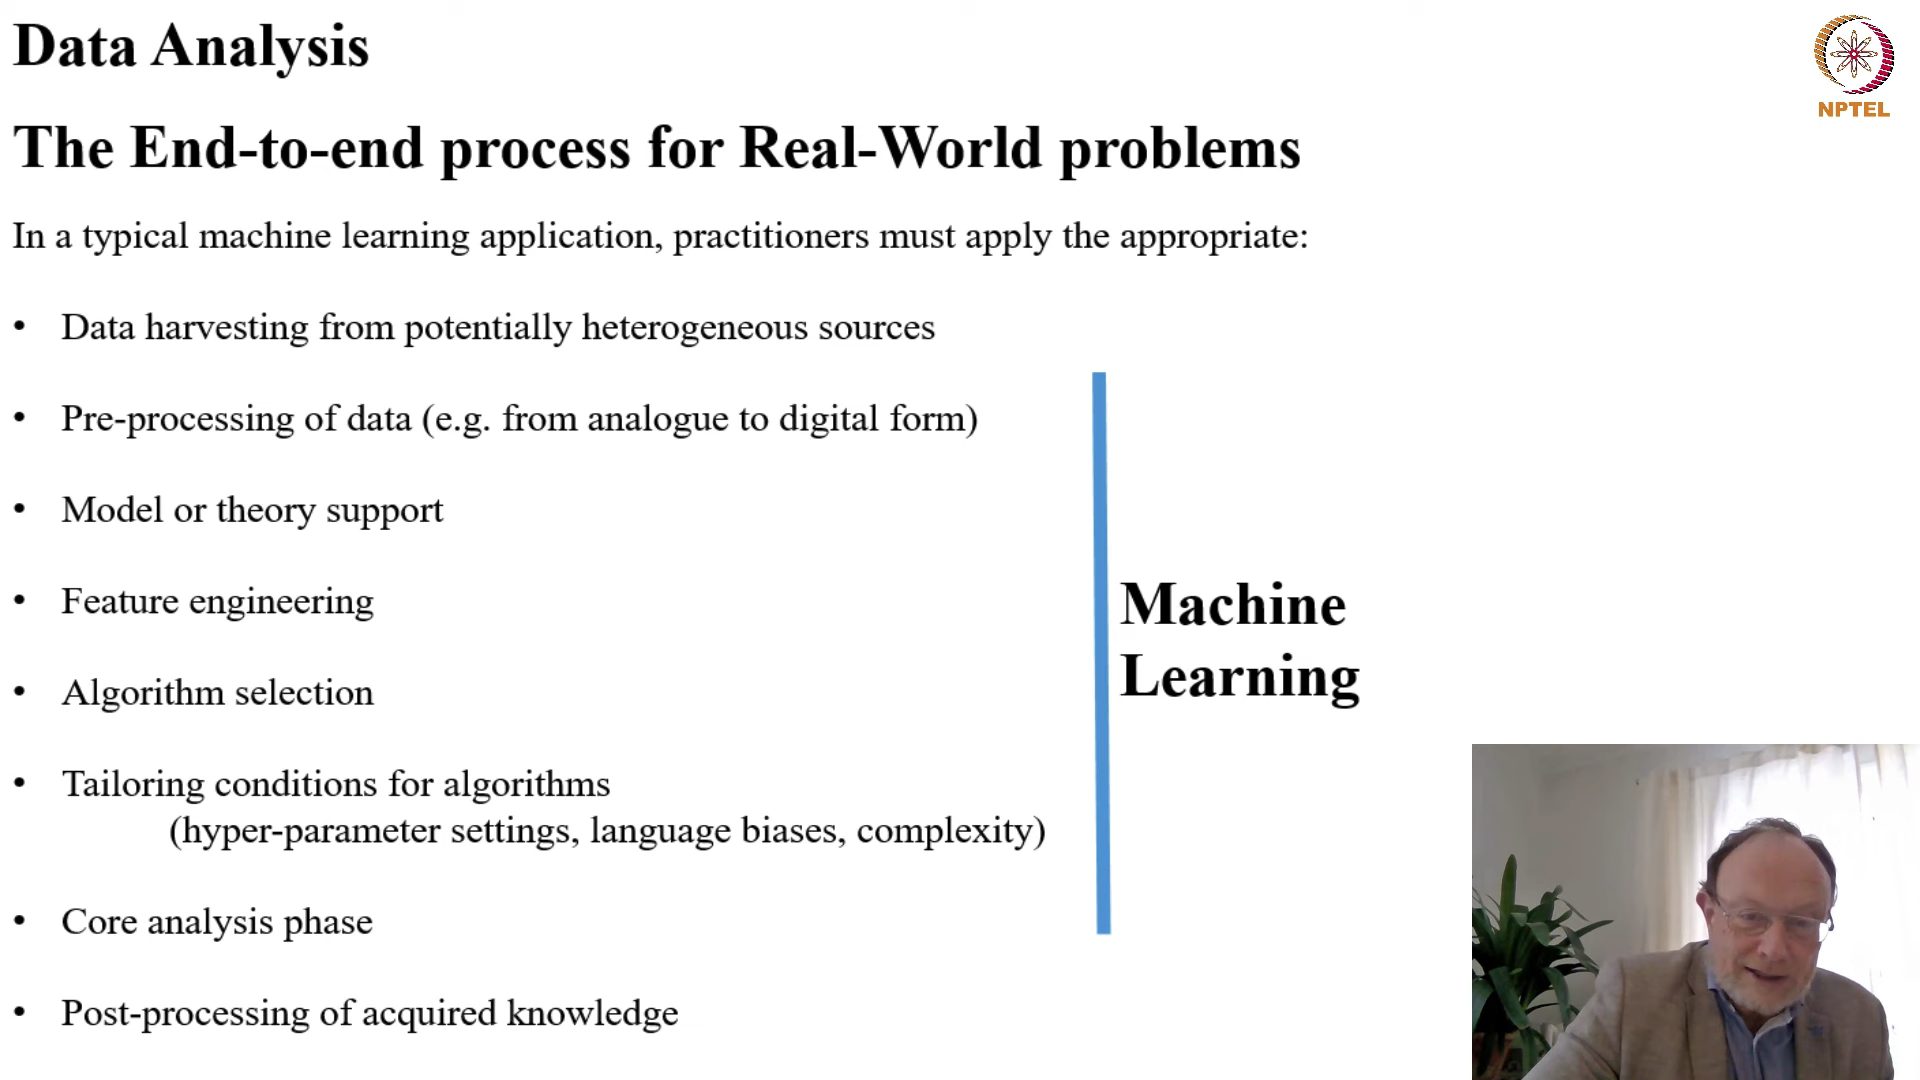 Data Analysis
NPTEL
The End-to-end process for Real-World problems
In a typical machine learning application, practitioners must apply the appropriate:
• Data harvesting from potentially heterogeneous sources
• Pre-processing of data (e.g. from analogue to digital form)
• Model or theory support
• Feature engineering
• Algorithm selection
• Tailoring conditions for algorithms
(hyper-parameter settings, language biases, complexity)
• Core analysis phase
• Post-processing of acquired knowledge
Machine
Learning